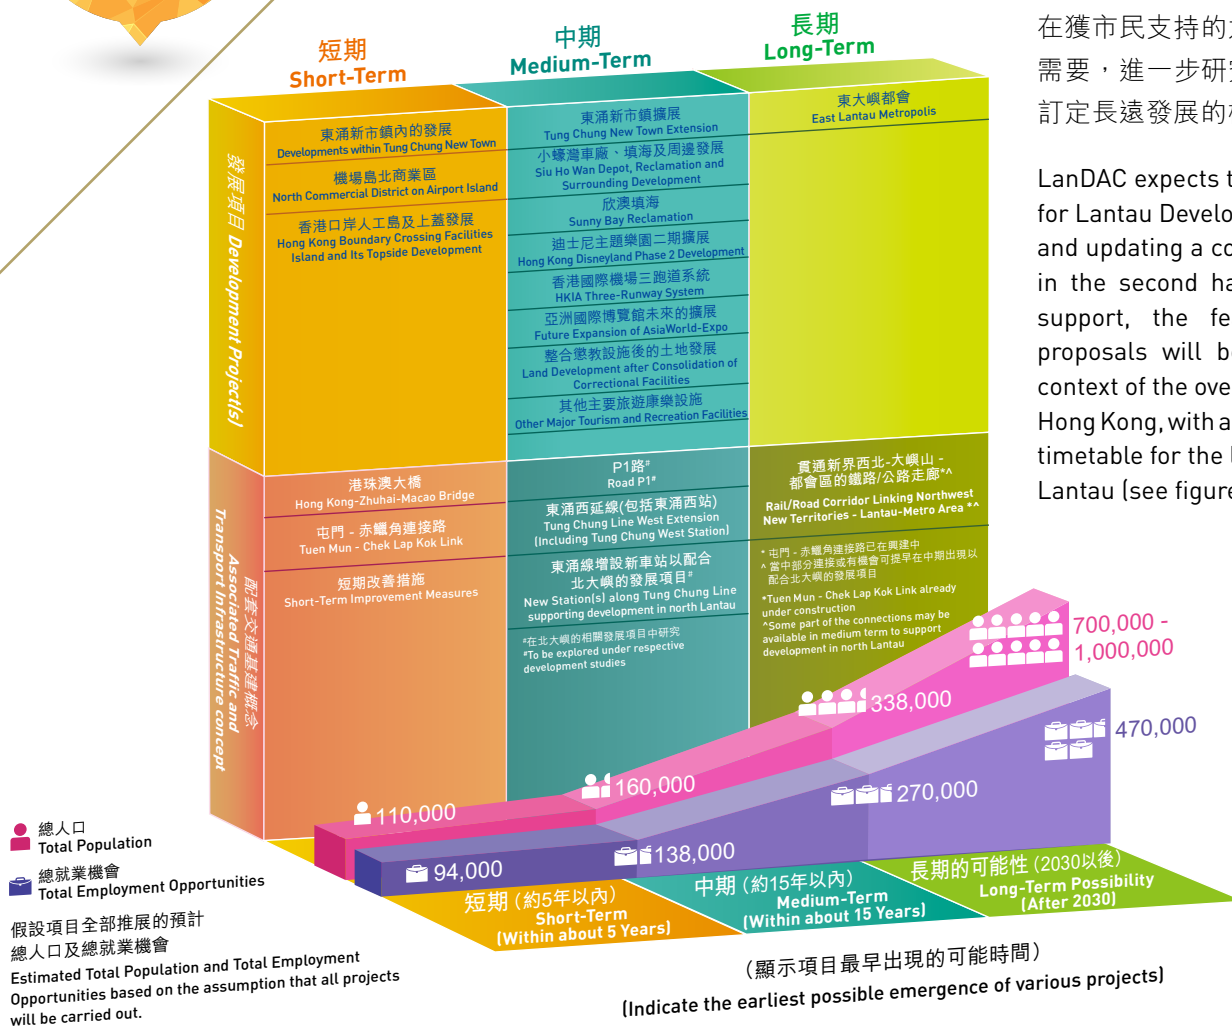 短期
Short-Term
中期
Medium-Term
長期
Long-Term
發展項目 Development Project(s)
東涌新市鎮內的發展
Developments within Tung Chung New Town
機場島北商業區
North Commercial District on Airport Island
香港口岸人工島及上蓋發展
Hong Kong Boundary Crossing Facilities
Island and Its Topside Development
東涌新市鎮擴展
Tung Chung New Town Extension
小蠔灣車廠、填海及周邊發展
Siu Ho Wan Depot, Reclamation and
Surrounding Development
欣澳填海
Sunny Bay Reclamation
迪士尼主題樂園二期擴展
Hong Kong Disneyland Phase 2 Development
香港國際機場三跑道系統
HKIA Three-Runway System
亞洲國際博覽館未來的擴展
Future Expansion of AsiaWorld-Expo
整合懲教設施後的土地發展
Land Development after Consolidation of
Correctional Facilities
其他主要旅遊康樂設施
Other Major Tourism and Recreation Facilities
東大嶼都會
East Lantau Metropolis
配套交通基建概念
Associated Traffic and
Transport Infrastructure concept
港珠澳大橋
Hong Kong-Zhuhai-Macao Bridge
屯門 - 赤鱲角連接路
Tuen Mun - Chek Lap Kok Link
短期改善措施
Short-Term Improvement Measures
P1路#
Road P1#
東涌西延線(包括東涌西站)
Tung Chung Line West Extension
(Including Tung Chung West Station)
東涌線增設新車站以配合
北大嶼的發展項目#
New Station(s) along Tung Chung Line
supporting development in north Lantau
#在北大嶼的相關發展項目中研究
#To be explored under respective
development studies
貫通新界西北-大嶼山 -
都會區的鐵路/公路走廊*^
Rail/Road Corridor Linking Northwest
New Territories - Lantau-Metro Area *^
* 屯門 - 赤鱲角連接路已在興建中
^ 當中部分連接或有機會可提早在中期出現以
配合北大嶼的發展項目
*Tuen Mun - Chek Lap Kok Link already
under construction
^Some part of the connections may be
available in medium term to support
development in north Lantau
110,000
160,000
338,000
700,000 -
1,000,000
94,000
138,000
270,000
470,000
短期 (約5年以內)
Short-Term
(Within about 5 Years)
中期 (約15年以內)
Medium-Term
(Within about 15 Years)
長期的可能性 (2030以後)
Long-Term Possibility
(After 2030)
(顯示項目最早出現的可能時間)
(Indicate the earliest possible emergence of various projects)
總人口
Total Population
總就業機會
Total Employment Opportunities
假設項目全部推展的預計
總人口及總就業機會
Estimated Total Population and Total Employment
Opportunities based on the assumption that all projects
will be carried out.
在獲市民支持的
需要，進一步研
訂定長遠發展的
LanDAC expects
for Lantau
and updating a
in the second
support, the
proposals will
context of the
Hong Kong, with a
timetable for the
Lantau (see